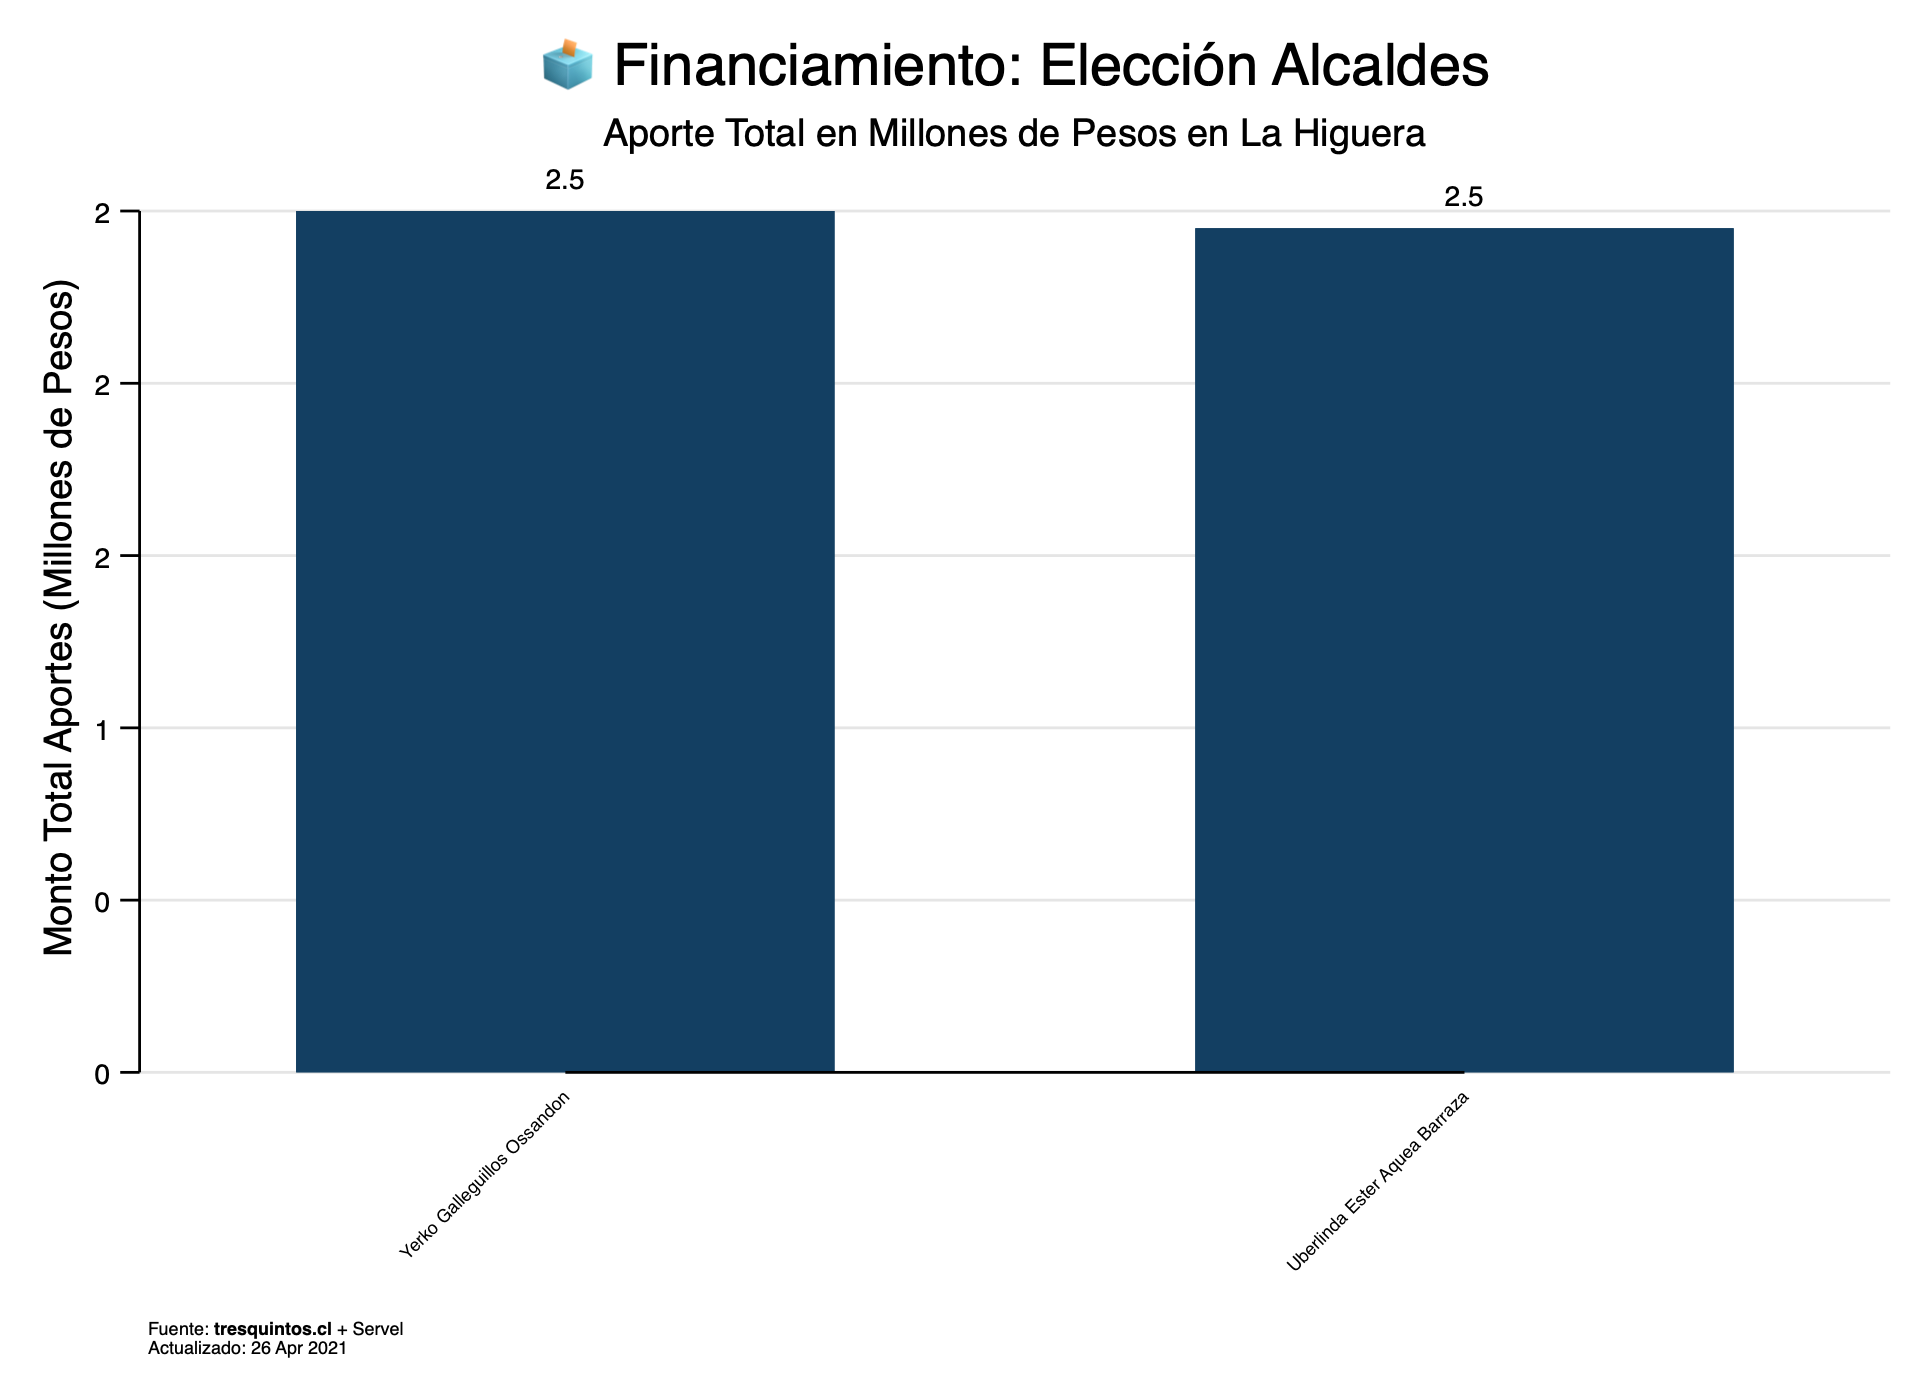 Financiamiento: Elección Alcaldes
Aporte Total en Millones de Pesos en La Higuera
2.5
2.5
Monto Total Aportes (Millones de Pesos)
2
2
2
1
0
0
Yerko Galleguillos Ossandon
Uberlinda Ester Aquea Barraza
Fuente: tresquintos.cl + Servel
Actualizado: 26 Apr 2021